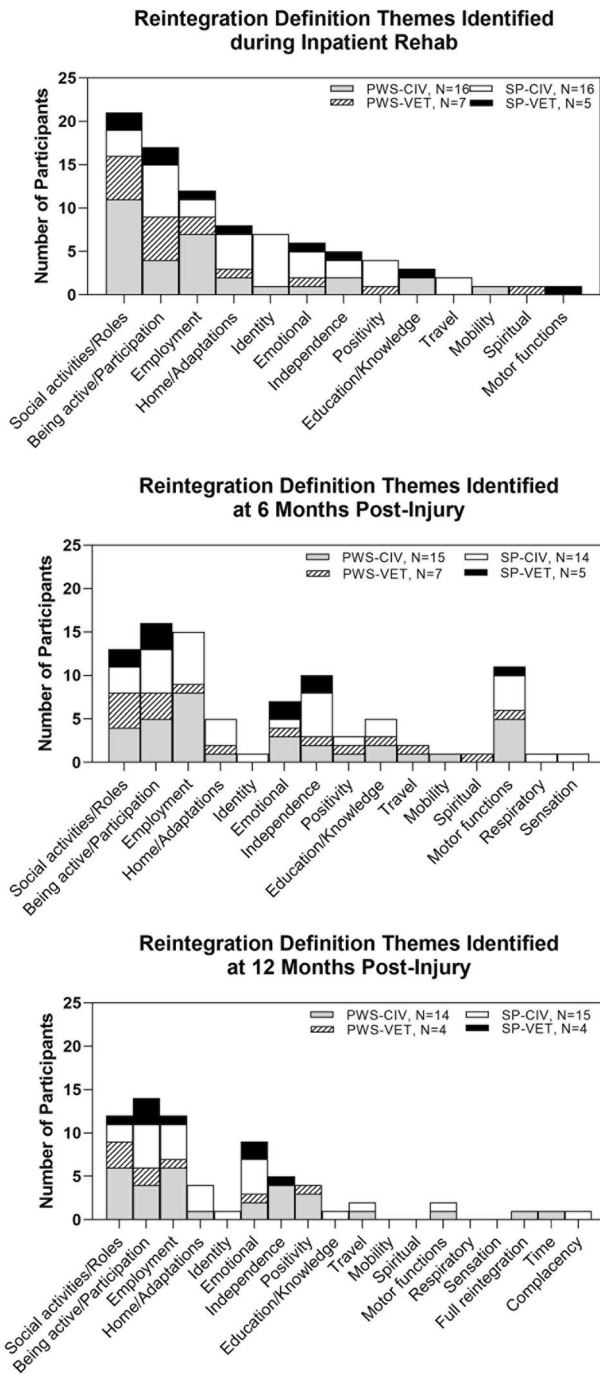 Reintegration Definition Themes Identified
during Inpatient Rehab
PWS-CIV, N=16 SP-CIV, N=16
PWS-VET, N=7 SP-VET, N=5
Number of Participants
25
20
15
10
5
0
Social activities/Roles
Being active/Participation
Employment
Home/Adaptations
Identity
Emotional
Independence
Positivity
Education/Knowledge
Travel
Mobility
Spiritual
Motor functions
Reintegration Definition Themes Identified
at 6 Months Post-Injury
PWS-CIV, N=15 SP-CIV, N=14
PWS-VET, N=7 SP-VET, N=5
Number of Participants
25
20
15
10
5
0
Social activities/Roles
Being active/Participation
Employment
Home/Adaptations
Identity
Emotional
Independence
Positivity
Education/Knowledge
Travel
Mobility
Spiritual
Motor functions
Respiratory
Sensation
Reintegration Definition Themes Identified
at 12 Months Post-Injury
PWS-CIV, N=14 SP-CIV, N=15
PWS-VET, N=4 SP-VET, N=4
Number of Participants
25
20
15
10
5
0
Social activities/Roles
Being active/Participation
Employment
Home/Adaptations
Identity
Emotional
Independence
Positivity
Education/Knowledge
Travel
Mobility
Spiritual
Motor functions
Respiratory
Sensation
Full reintegration
Time
Complacency